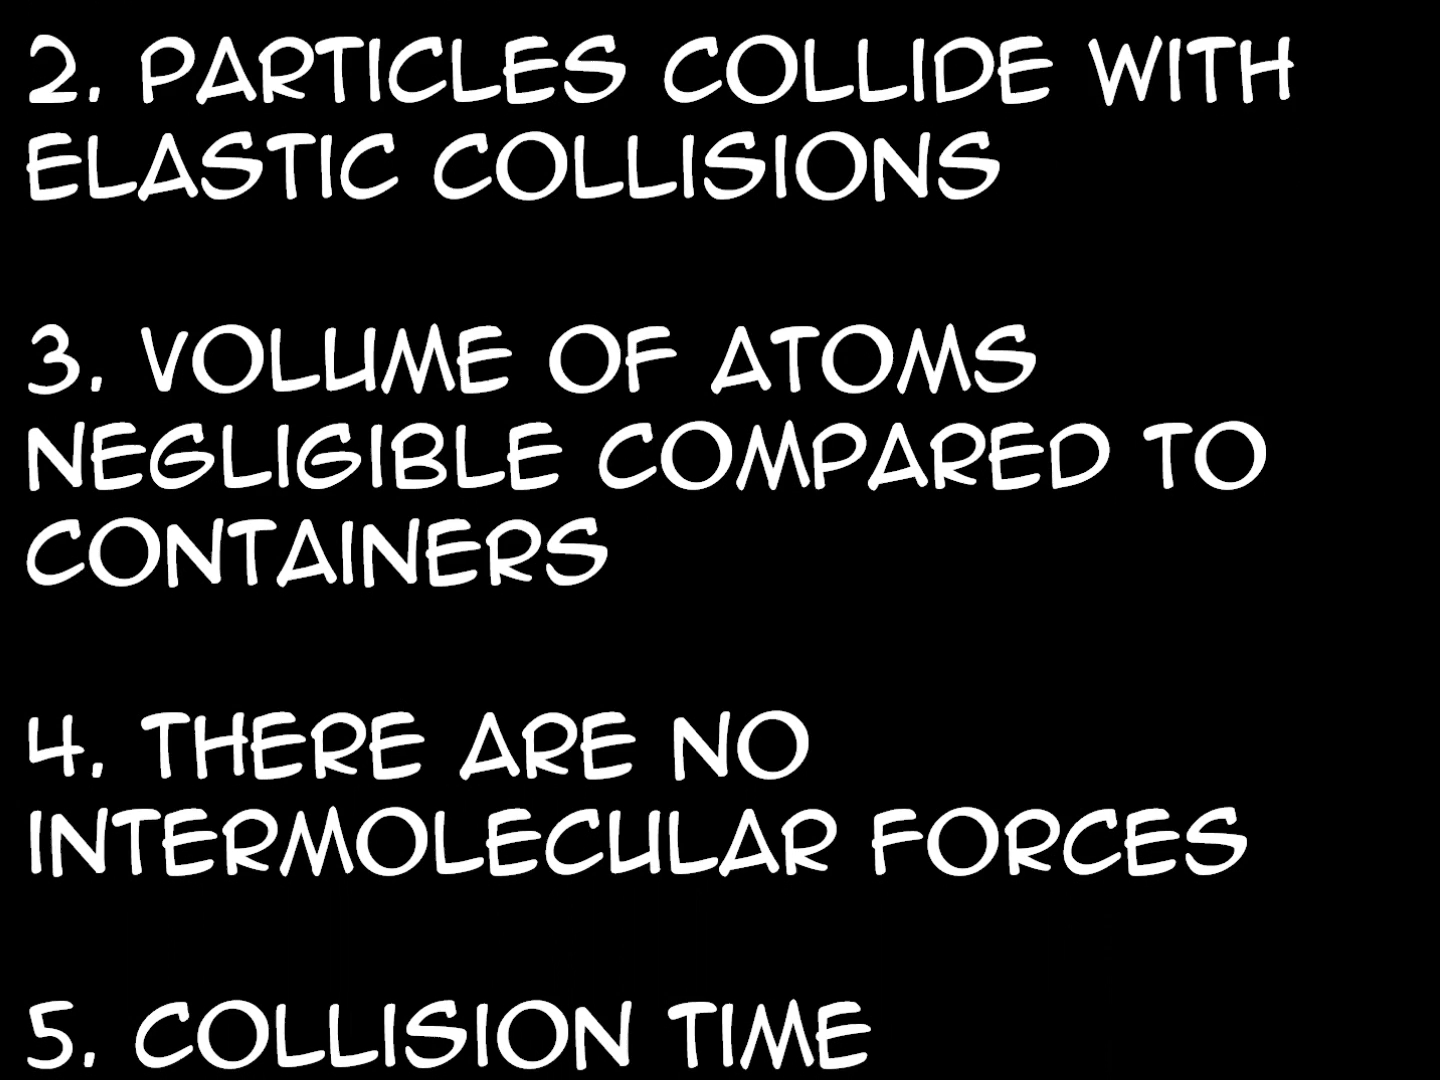 2. PARTICLES COLLIDE WITH
ELASTIC COLLISIONS
3. VOLUME OF ATOMS
NEGLIGIBLE COMPARED TO
CONTAINERS
4. THERE ARE NO
INTERMOLECULAR FORCES
5. COLLISION TIME